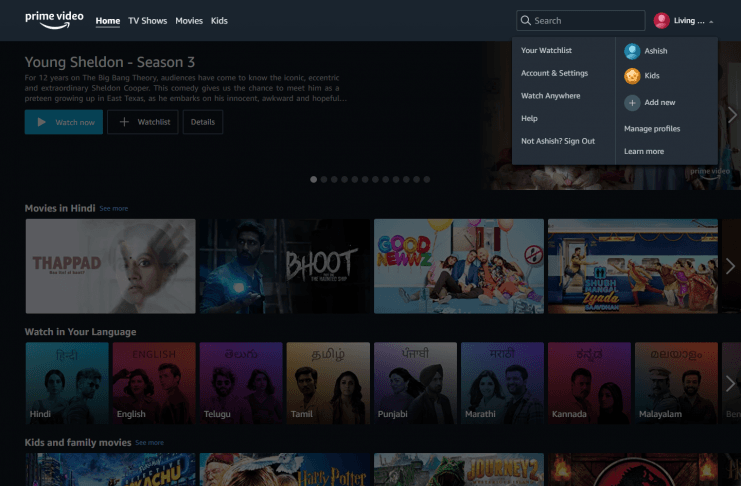 prime video
Home TV Shows Movies Kids
Search
Living ...
Your Watchlist
Account & Settings
Watch Anywhere
Help
Not Ashish? Sign Out
Ashish
Kids
Add new
Manage profiles
Learn more
Young Sheldon - Season 3
For 12 years on The Big Bang Theory, audiences have come to know the iconic, eccentric
and extraordinary Sheldon Cooper. This comedy gives us the chance to meet him as a
preteen growing up in East Texas, as he embarks on his innocent, awkward and hopeful...
Watch now
Watchlist
Details
prime video
Movies in Hindi See more
THAPPAD
BHOOT
THE HAUNTED SHIP
GOOD
NEWWZ
SHUBH
MANGAL
Zyada
SAAVDHAN
Watch in Your Language
हिन्दी ENGLISH తెలుగు தமிழ் ਪੰਜਾਬੀ मराठी ಕನ್ನಡ മലയാളം
Hindi English Telugu Tamil Punjabi Marathi Kannada Malayalam Ben
Kids and family movies See more
PIKACHU
Harry Potter
JOURNEY 2